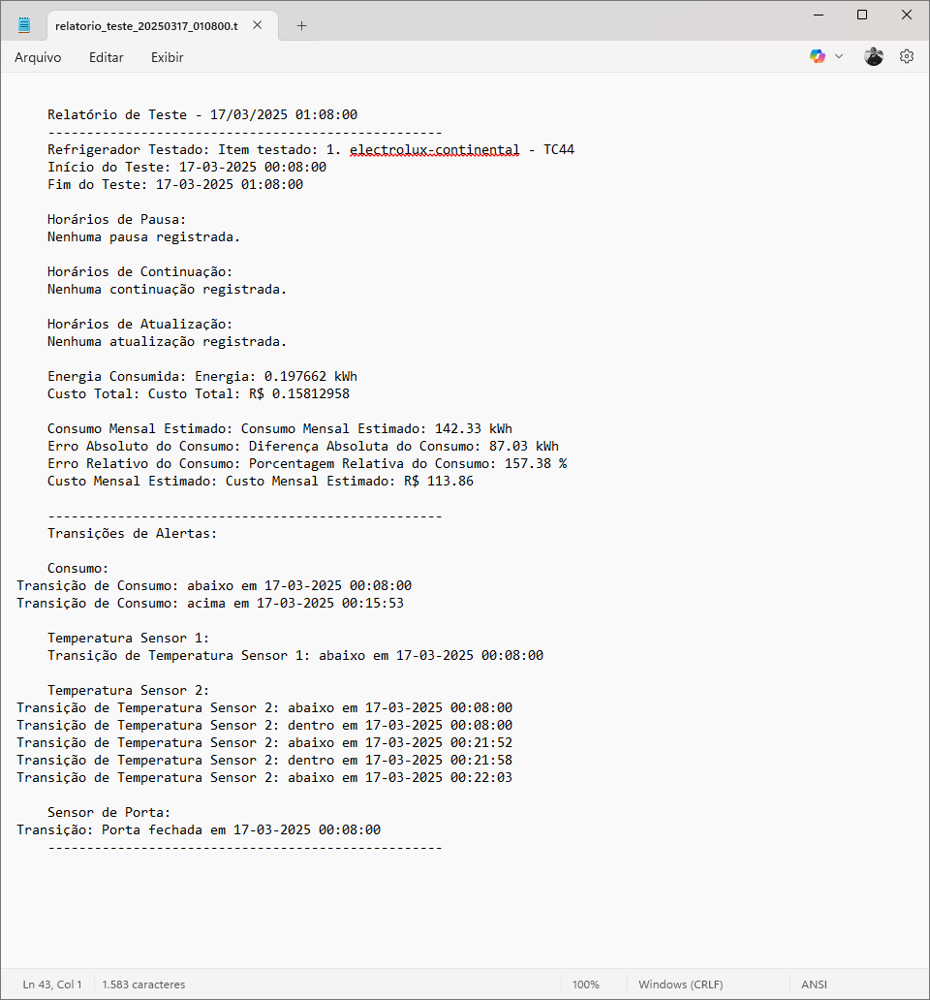 relatorio_teste_20250317_010800.t
Arquivo Editar Exibir
Relatório de Teste - 17/03/2025 01:08:00
---------------------------------------------------
Refrigerador Testado: Item testado: 1. electrolux-continental - TC44
Início do Teste: 17-03-2025 00:08:00
Fim do Teste: 17-03-2025 01:08:00
Horários de Pausa:
Nenhuma pausa registrada.
Horários de Continuação:
Nenhuma continuação registrada.
Horários de Atualização:
Nenhuma atualização registrada.
Energia Consumida: Energia: 0.197662 kWh
Custo Total: Custo Total: R$ 0.15812958
Consumo Mensal Estimado: Consumo Mensal Estimado: 142.33 kWh
Erro Absoluto do Consumo: Diferença Absoluta do Consumo: 87.03 kWh
Erro Relativo do Consumo: Porcentagem Relativa do Consumo: 157.38 %
Custo Mensal Estimado: Custo Mensal Estimado: R$ 113.86
---------------------------------------------------
Transições de Alertas:
Consumo:
Transição de Consumo: abaixo em 17-03-2025 00:08:00
Transição de Consumo: acima em 17-03-2025 00:15:53
Temperatura Sensor 1:
Transição de Temperatura Sensor 1: abaixo em 17-03-2025 00:08:00
Temperatura Sensor 2:
Transição de Temperatura Sensor 2: abaixo em 17-03-2025 00:08:00
Transição de Temperatura Sensor 2: dentro em 17-03-2025 00:08:00
Transição de Temperatura Sensor 2: abaixo em 17-03-2025 00:21:52
Transição de Temperatura Sensor 2: dentro em 17-03-2025 00:21:58
Transição de Temperatura Sensor 2: abaixo em 17-03-2025 00:22:03
Sensor de Porta:
Transição: Porta fechada em 17-03-2025 00:08:00
---------------------------------------------------
Ln 43, Col 1 1.583 caracteres 100% Windows (CRLF) ANSI